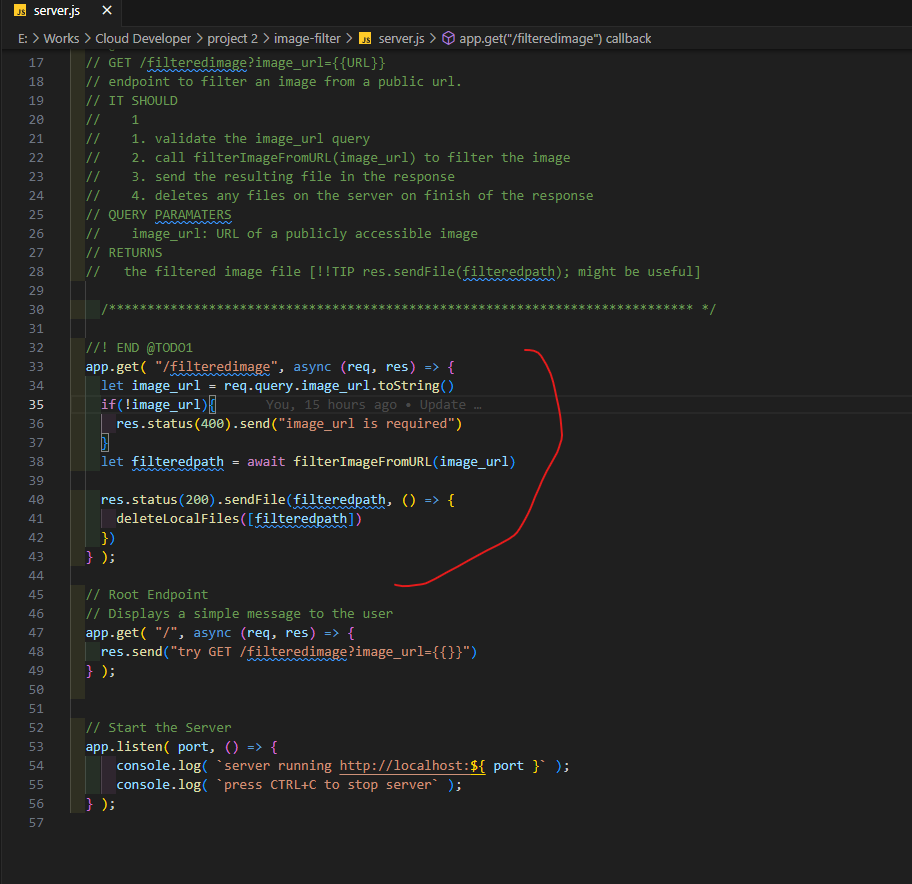 JS server.js ×
E: > Works > Cloud Developer > project 2 > image-filter > JS server.js > app.get("/filteredimage") callback
17 // GET /filteredimage?image_url={{URL}}
18 // endpoint to filter an image from a public url.
19 // IT SHOULD
20 //    1
21 //    1. validate the image_url query
22 //    2. call filterImageFromURL(image_url) to filter the image
23 //    3. send the resulting file in the response
24 //    4. deletes any files on the server on finish of the response
25 // QUERY PARAMATERS
26 //    image_url: URL of a publicly accessible image
27 // RETURNS
28 //   the filtered image file [!!TIP res.sendFile(filteredpath); might be useful]
29
30   /**************************************************************************** */
31
32 //! END @TODO1
33 app.get( "/filteredimage", async (req, res) => {
34   let image_url = req.query.image_url.toString()
35   if(!image_url){ You, 15 hours ago • Update …
36     res.status(400).send("image_url is required")
37   }
38   let filteredpath = await filterImageFromURL(image_url)
39
40   res.status(200).sendFile(filteredpath, () => {
41     deleteLocalFiles([filteredpath])
42   })
43 } );
44
45 // Root Endpoint
46 // Displays a simple message to the user
47 app.get( "/", async (req, res) => {
48   res.send("try GET /filteredimage?image_url={{}}")
49 } );
50
51
52 // Start the Server
53 app.listen( port, () => {
54     console.log( `server running http://localhost:${ port }` );
55     console.log( `press CTRL+C to stop server` );
56 } );
57